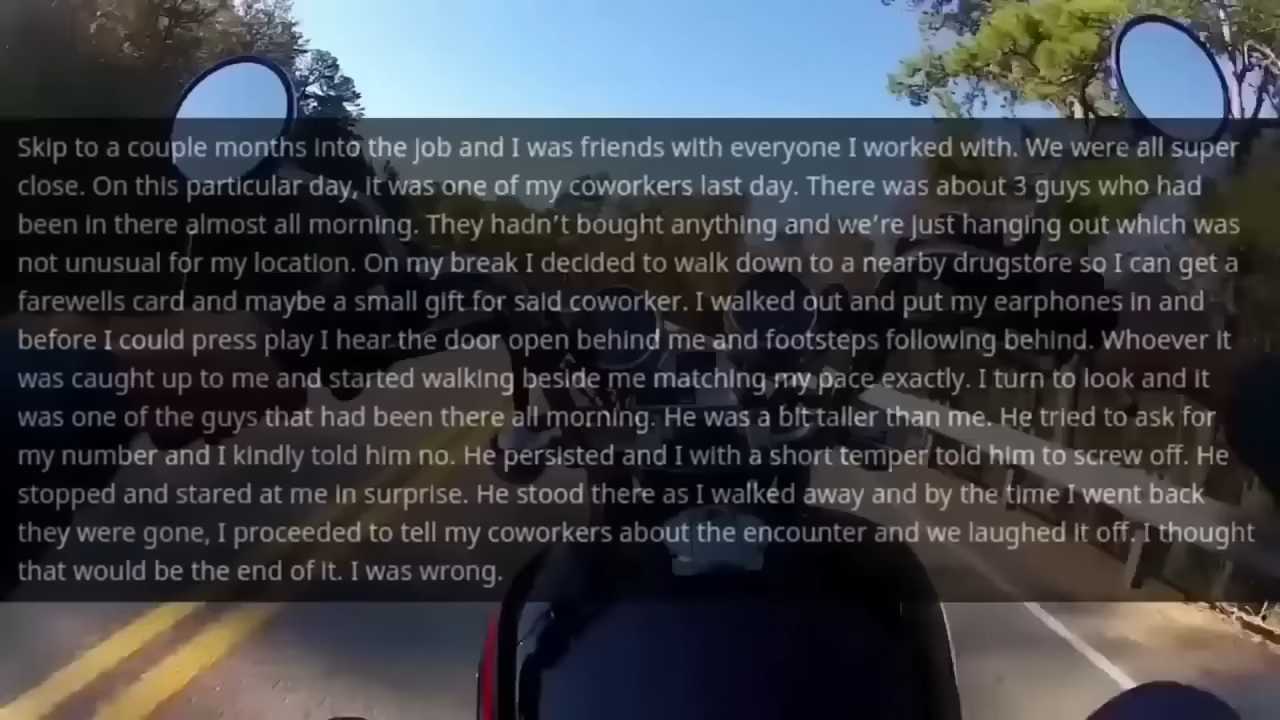 Skip to a couple months into the job and I was friends with everyone I worked with. We were all super
close. On this particular day, it was one of my coworkers last day. There was about 3 guys who had
been in there almost all morning. They hadn’t bought anything and we’re just hanging out which was
not unusual for my location. On my break I decided to walk down to a nearby drugstore so I can get a
farewells card and maybe a small gift for said coworker. I walked out and put my earphones in and
before I could press play I hear the door open behind me and footsteps following behind. Whoever it
was caught up to me and started walking beside me matching my pace exactly. I turn to look and it
was one of the guys that had been there all morning. He was a bit taller than me. He tried to ask for
my number and I kindly told him no. He persisted and I with a short temper told him to screw off. He
stopped and stared at me in surprise. He stood there as I walked away and by the time I went back
they were gone, I proceeded to tell my coworkers about the encounter and we laughed it off. I thought
that would be the end of it. I was wrong.